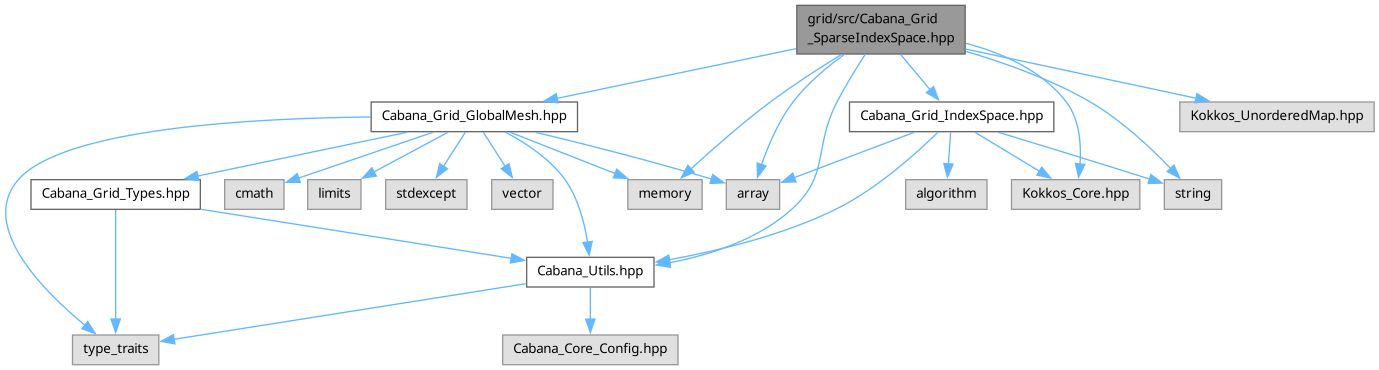 grid/src/Cabana_Grid
_SparseIndexSpace.hpp
Cabana_Grid_GlobalMesh.hpp
Cabana_Grid_IndexSpace.hpp
Kokkos_UnorderedMap.hpp
Cabana_Grid_Types.hpp
cmath
limits
stdexcept
vector
memory
array
algorithm
Kokkos_Core.hpp
string
Cabana_Utils.hpp
type_traits
Cabana_Core_Config.hpp